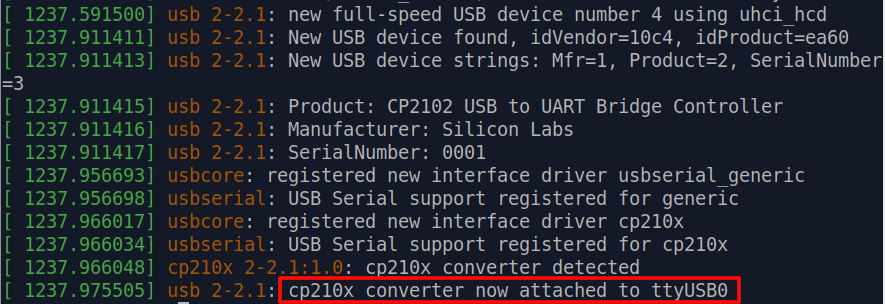 [ 1237.591500] usb 2-2.1: new full-speed USB device number 4 using uhci_hcd
[ 1237.911411] usb 2-2.1: New USB device found, idVendor=10c4, idProduct=ea60
[ 1237.911413] usb 2-2.1: New USB device strings: Mfr=1, Product=2, SerialNumber
=3
[ 1237.911415] usb 2-2.1: Product: CP2102 USB to UART Bridge Controller
[ 1237.911416] usb 2-2.1: Manufacturer: Silicon Labs
[ 1237.911417] usb 2-2.1: SerialNumber: 0001
[ 1237.956693] usbcore: registered new interface driver usbserial_generic
[ 1237.956698] usbserial: USB Serial support registered for generic
[ 1237.966017] usbcore: registered new interface driver cp210x
[ 1237.966034] usbserial: USB Serial support registered for cp210x
[ 1237.966048] cp210x 2-2.1:1.0: cp210x converter detected
[ 1237.975505] usb 2-2.1: cp210x converter now attached to ttyUSB0